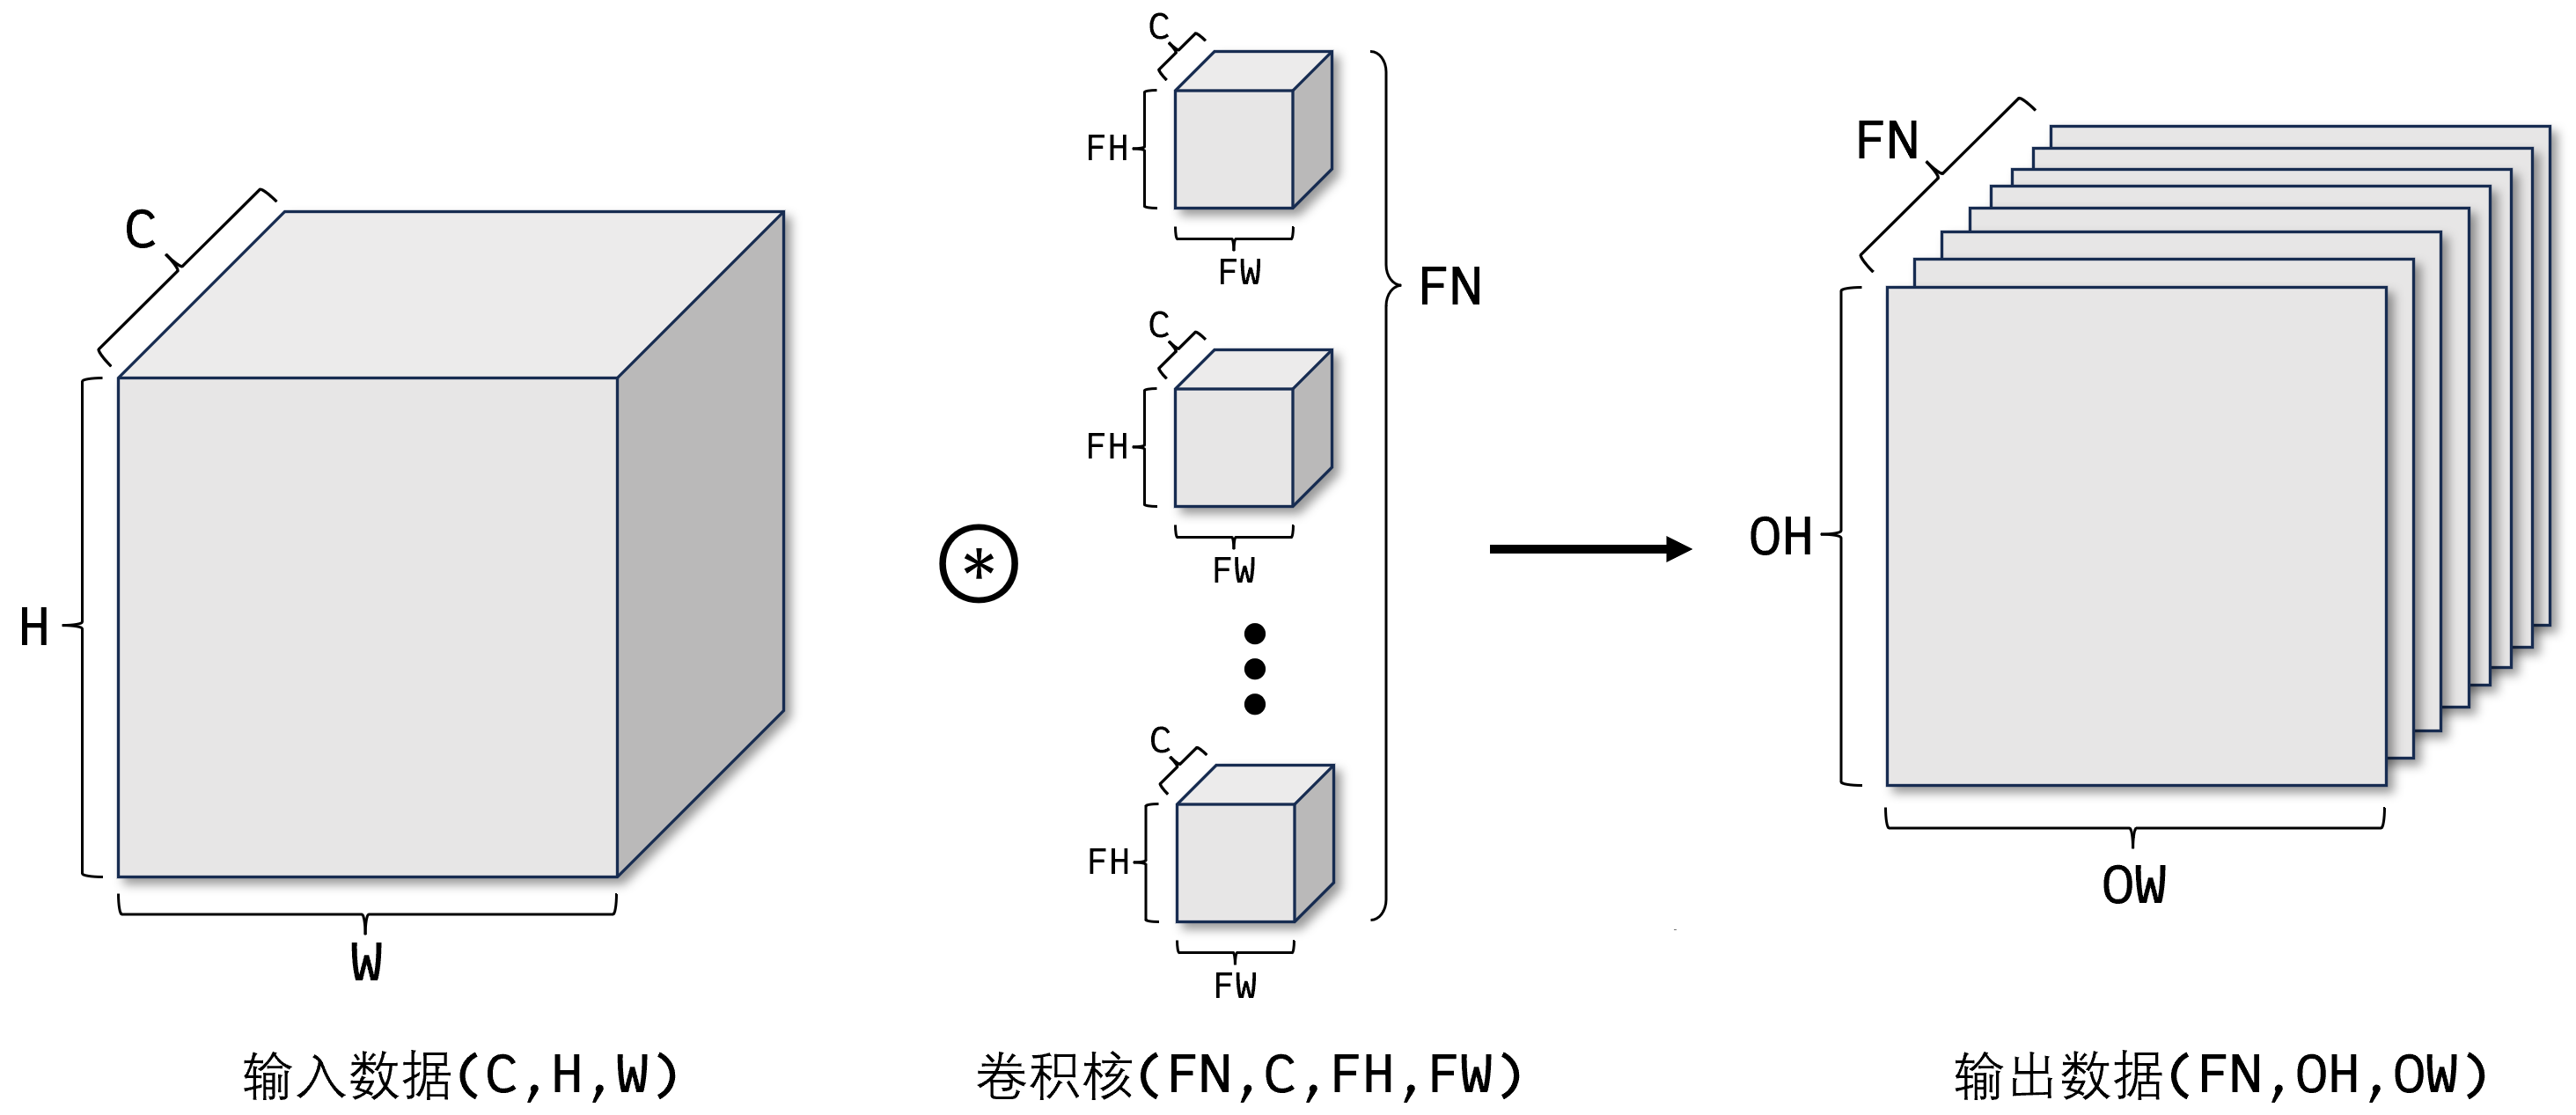 C
H
W
输入数据(C,H,W)
*
C
FH
FW
C
FH
FW
C
FH
FW
FN
卷积核(FN,C,FH,FW)
FN
OH
OW
输出数据(FN,OH,OW)